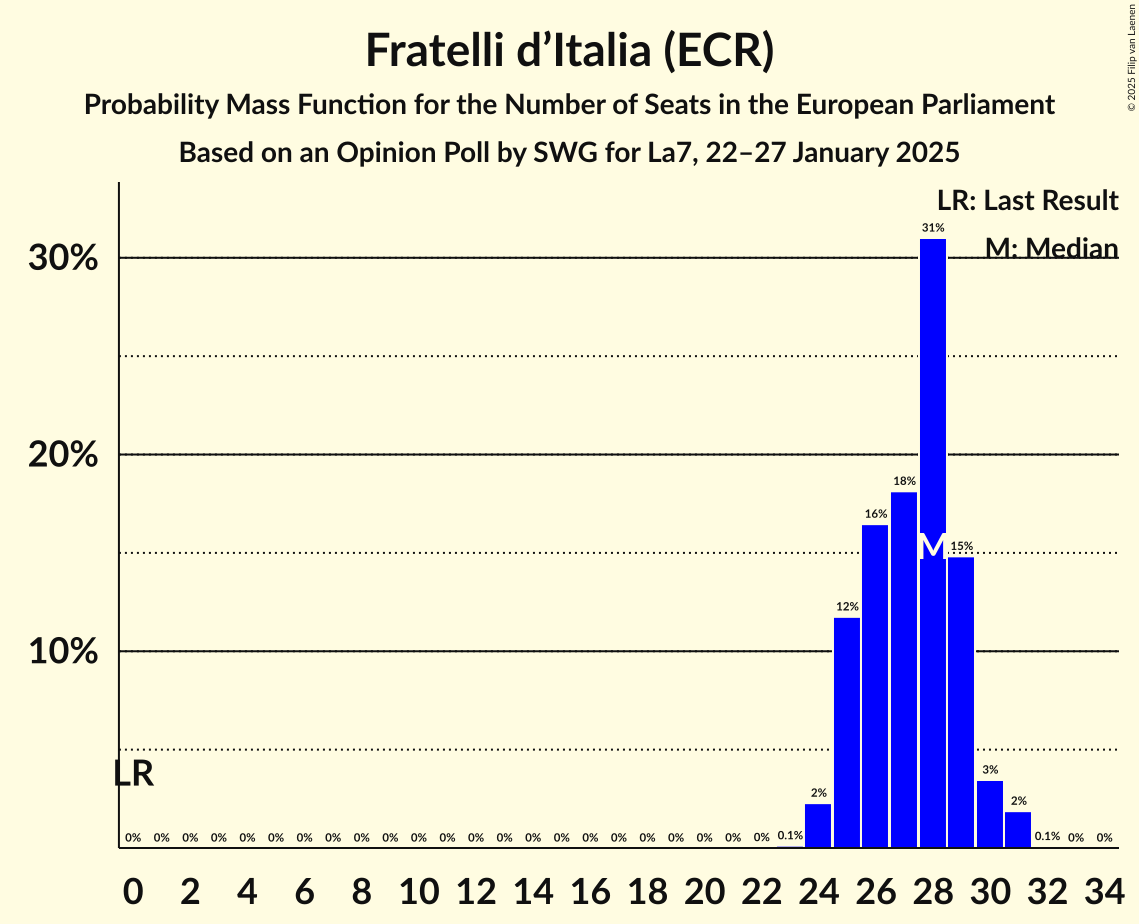 Fratelli d’Italia (ECR)
Probability Mass Function for the Number of Seats in the European Parliament
Based on an Opinion Poll by SWG for La7, 22–27 January 2025
© 2025 Filip van Laenen
LR: Last Result
M: Median
30%
20%
10%
31%
18%
16%
M
15%
12%
LR
3%
2%
2%
0% 0% 0% 0% 0% 0% 0% 0% 0% 0% 0% 0% 0% 0% 0% 0% 0% 0% 0% 0% 0% 0% 0% 0.1% 0.1% 0% 0%
0 2 4 6 8 10 12 14 16 18 20 22 24 26 28 30 32 34